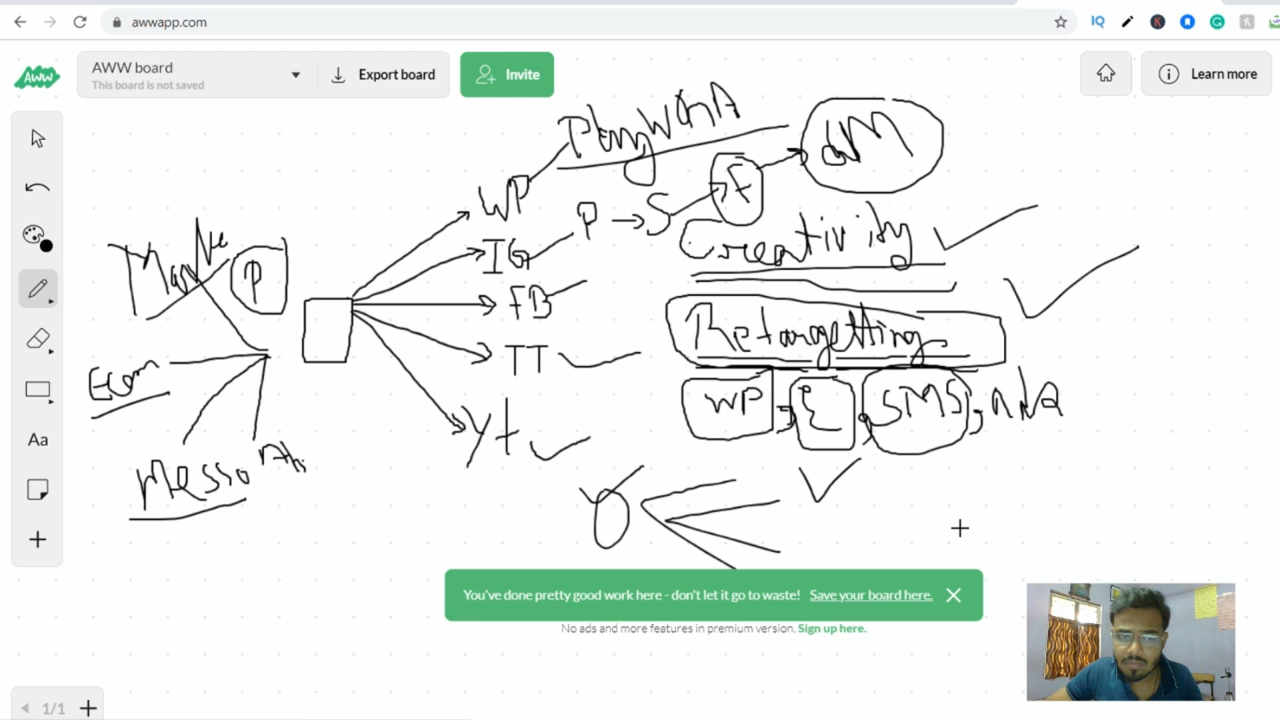 awwapp.com
AWW board
This board is not saved
Export board
Invite
Learn more
WP
P → S → F → dM
IG
Creativity
P
FB
Retargetting
TT
Ecom
WP, E, SMS, Ads
Yt
Aa
You've done pretty good work here - don't let it go to waste! Save your board here.
No ads and more features in premium version. Sign up here.
1/1